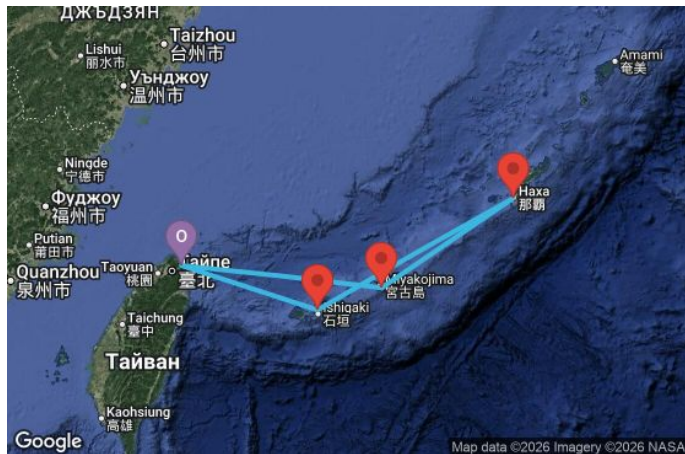 ДЖЪДЗЯН
Lishui
丽水市
Taizhou
台州市
Amami
奄美
Уънджоу
温州市
Ningde
宁德市
Фуджоу
福州市
Haxa
那覇
Putian
莆田市
O
Тайпе
臺北
Taoyuan
桃園
Quanzhou
泉州市
Miyakojima
宮古島
Ishigaki
石垣
Taichung
臺中
Тайван
Kaohsiung
高雄
Google
Map data ©2026 Imagery ©2026 NASA